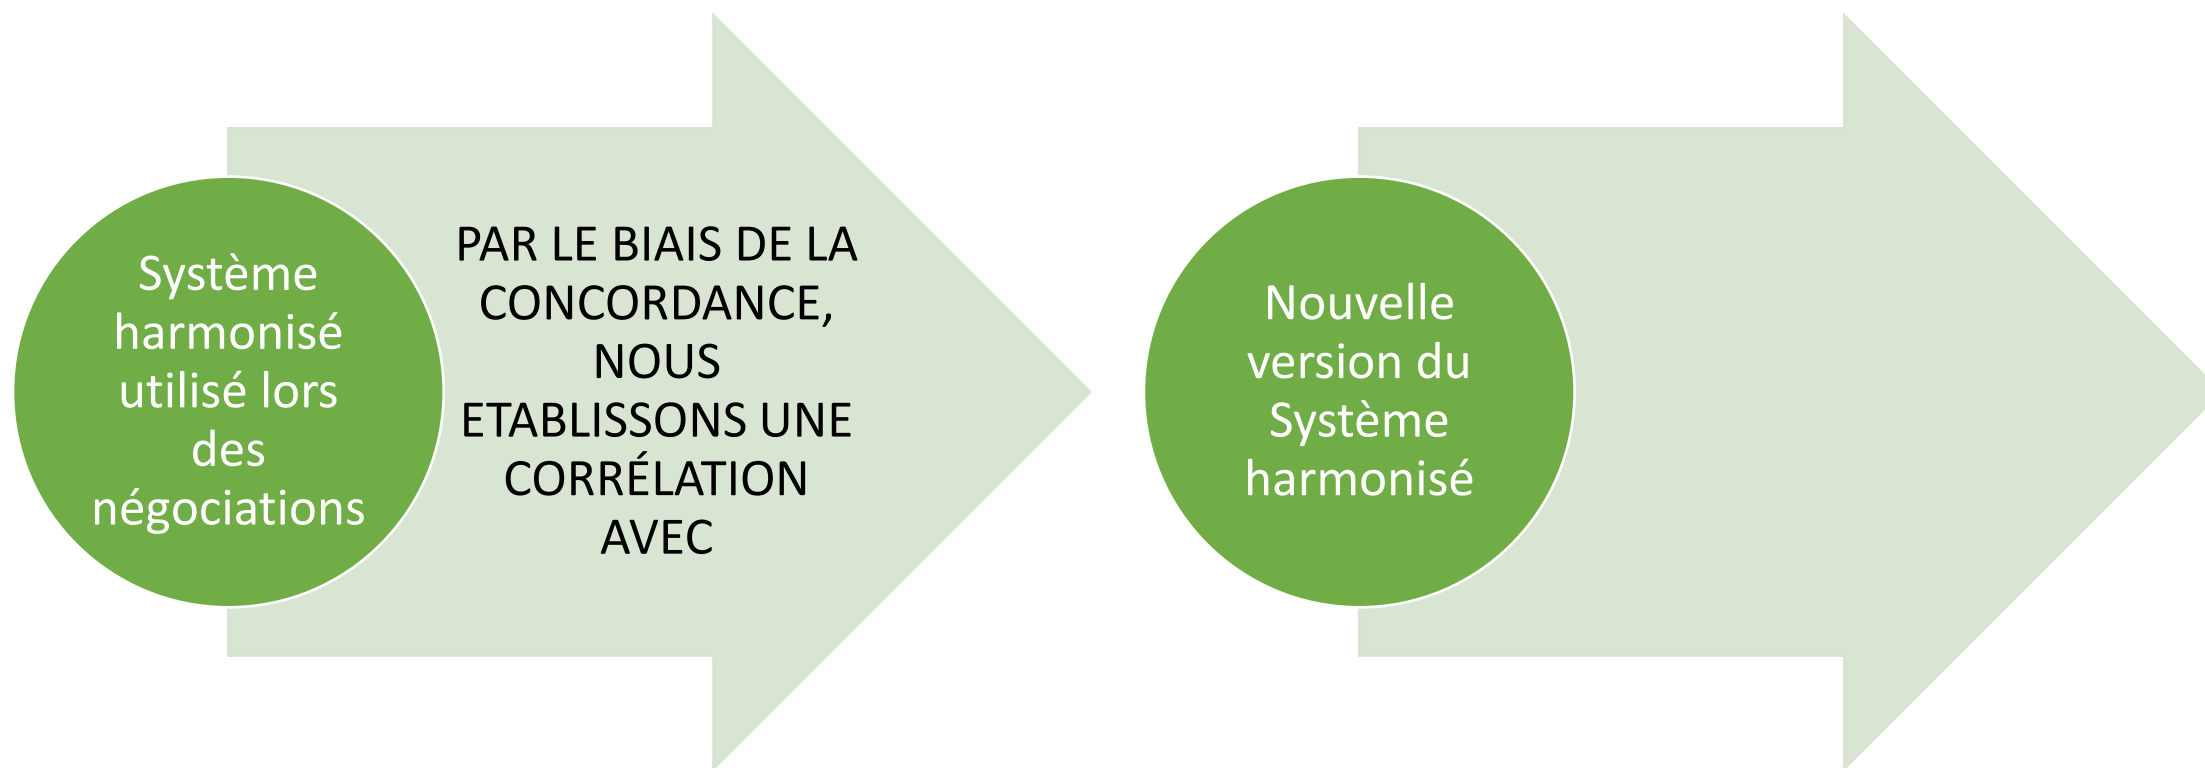 Système
harmonisé
utilisé lors
des
négociations
PAR LE BIAIS DE LA
CONCORDANCE,
NOUS
ETABLISSONS UNE
CORRÉLATION
AVEC
Nouvelle
version du
Système
harmonisé